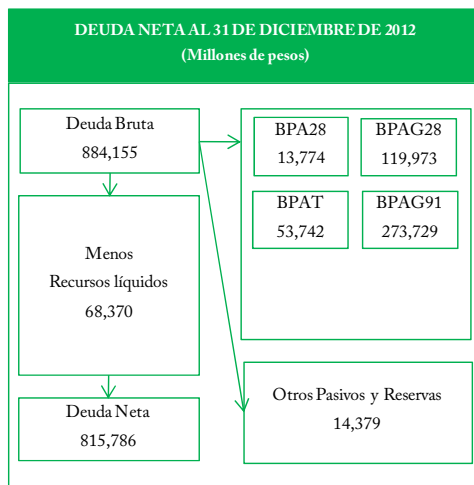 DEUDA NETA AL 31 DE DICIEMBRE DE 2012
(Millones de pesos)
Deuda Bruta
884,155
Menos
Recursos líquidos
68,370
Deuda Neta
815,786
BPA28
13,774
BPAG28
119,973
BPAT
53,742
BPAG91
273,729
Otros Pasivos y Reservas
14,379